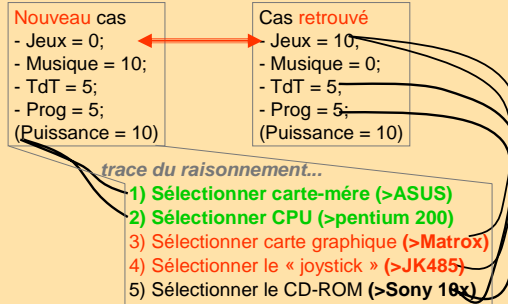 Nouveau cas
- Jeux = 0;
- Musique = 10;
- TdT = 5;
- Prog = 5;
(Puissance = 10)
Cas retrouvé
- Jeux = 10;
- Musique = 0;
- TdT = 5;
- Prog = 5;
(Puissance = 10)
trace du raisonnement...
1) Sélectionner carte-mére (>ASUS)
2) Sélectionner CPU (>pentium 200)
3) Sélectionner carte graphique (>Matrox)
4) Sélectionner le « joystick » (>JK485)
5) Sélectionner le CD-ROM (>Sony 10x)